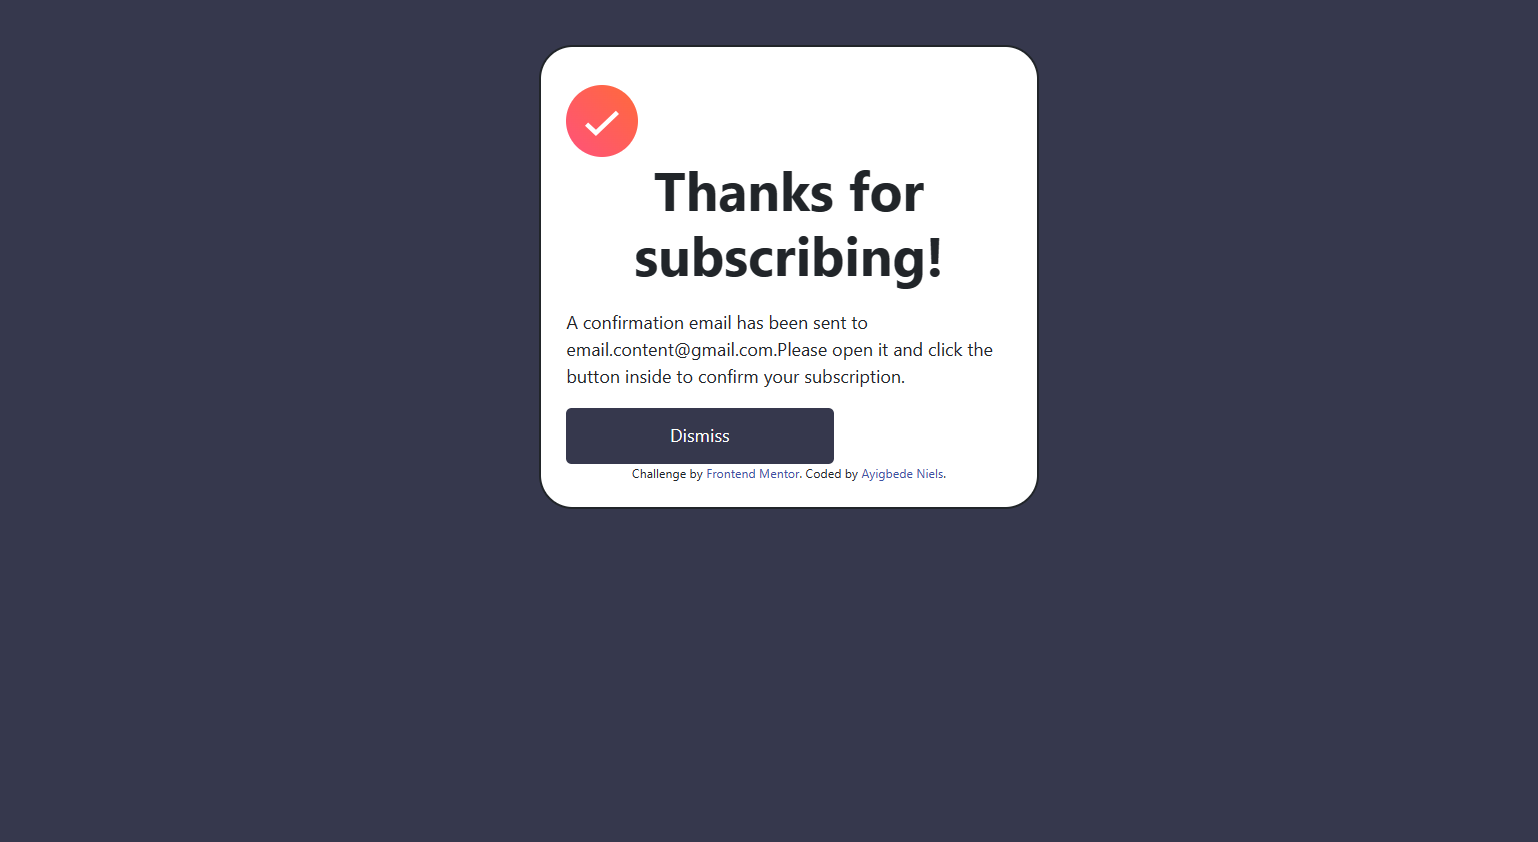 Thanks for
subscribing!
A confirmation email has been sent to
email.content@gmail.com.Please open it and click the
button inside to confirm your subscription.
Dismiss
Challenge by Frontend Mentor. Coded by Ayigbede Niels.